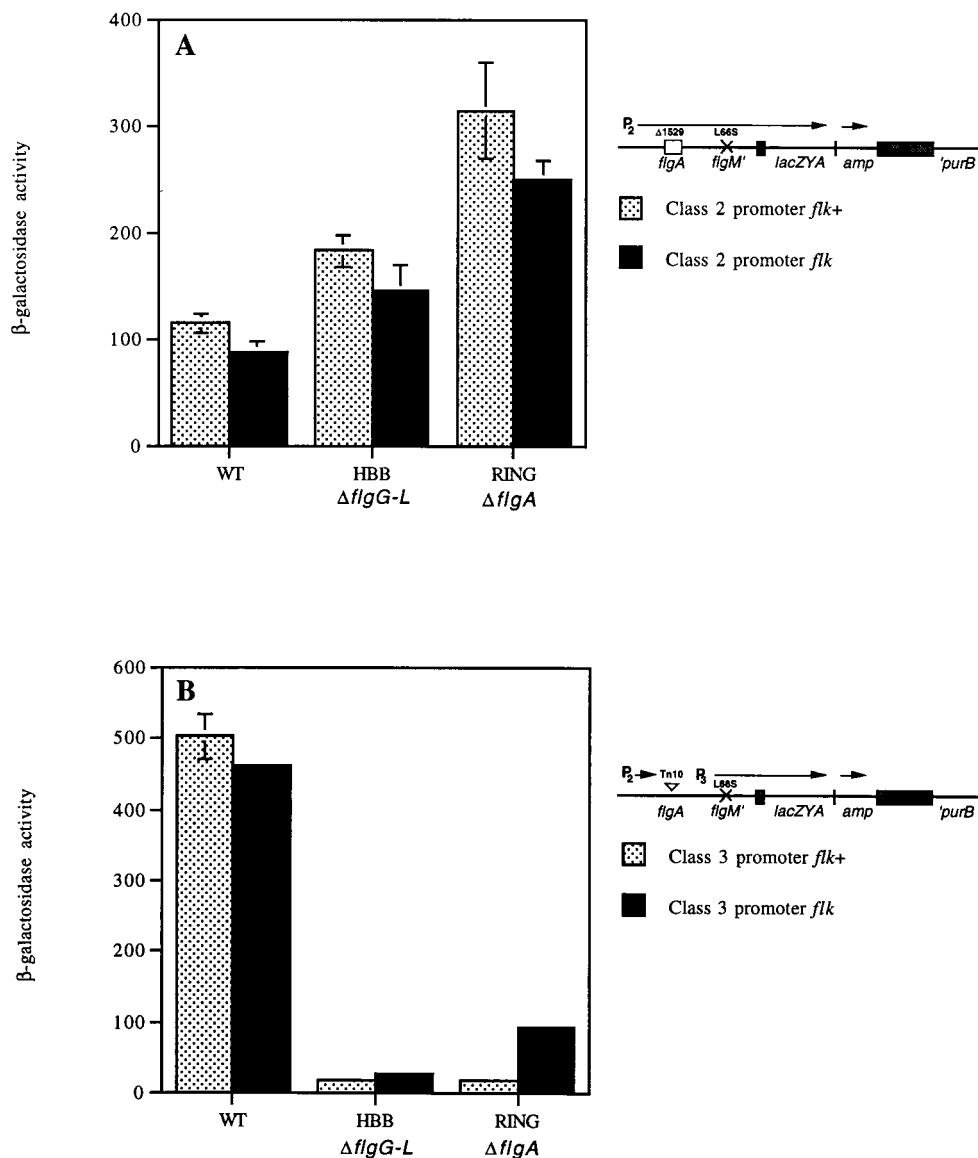 A
400
300
200
100
0
β-galactosidase activity
WT
HBB
ΔflgG-L
RING
ΔflgA
P2
Δ1529
L66S
flgA
flgM'
lacZYA
amp
'purB
Class 2 promoter flk+
Class 2 promoter flk
B
600
500
400
300
200
100
0
β-galactosidase activity
WT
HBB
ΔflgG-L
RING
ΔflgA
P2
Tn10
P3
L66S
flgA
flgM'
lacZYA
amp
'purB
Class 3 promoter flk+
Class 3 promoter flk